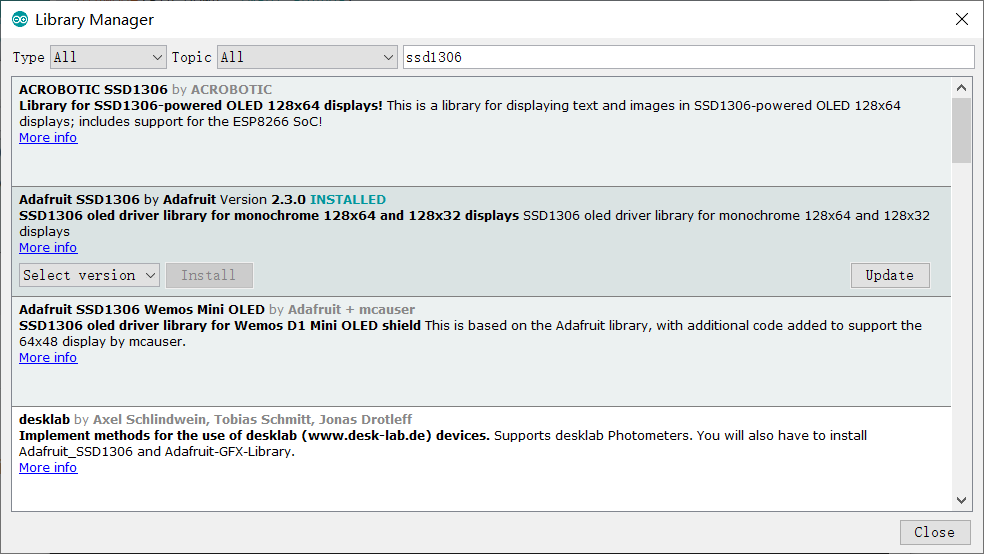 Library Manager
Type All Topic All ssd1306
ACROBOTIC SSD1306 by ACROBOTIC
Library for SSD1306-powered OLED 128x64 displays! This is a library for displaying text and images in SSD1306-powered OLED 128x64
displays; includes support for the ESP8266 SoC!
More info
Adafruit SSD1306 by Adafruit Version 2.3.0 INSTALLED
SSD1306 oled driver library for monochrome 128x64 and 128x32 displays SSD1306 oled driver library for monochrome 128x64 and 128x32
displays
More info
Select version Install Update
Adafruit SSD1306 Wemos Mini OLED by Adafruit + mcauser
SSD1306 oled driver library for Wemos D1 Mini OLED shield This is based on the Adafruit library, with additional code added to support the
64x48 display by mcauser.
More info
desklab by Axel Schlindwein, Tobias Schmitt, Jonas Drotleff
Implement methods for the use of desklab (www.desk-lab.de) devices. Supports desklab Photometers. You will also have to install
Adafruit_SSD1306 and Adafruit-GFX-Library.
More info
Close